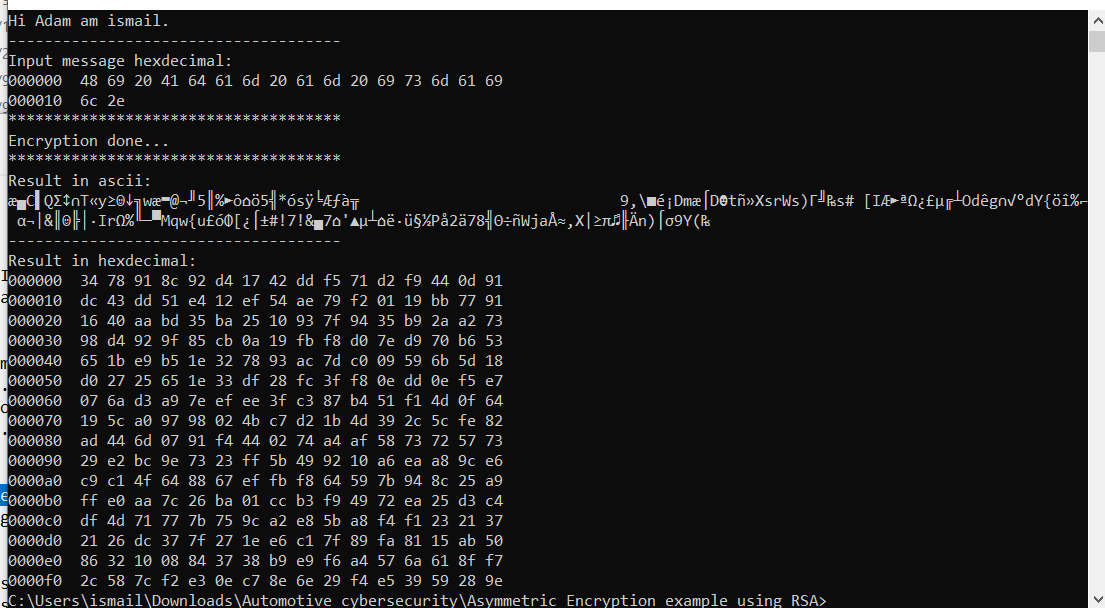 Hi Adam am ismail.
-------------------------------------
Input message hexdecimal:
000000 48 69 20 41 64 61 6d 20 61 6d 20 69 73 6d 61 69
000010 6c 2e
*************************************
Encryption done...
*************************************
Result in ascii:
-------------------------------------
Result in hexdecimal:
000000 34 78 91 8c 92 d4 17 42 dd f5 71 d2 f9 44 0d 91
000010 dc 43 dd 51 e4 12 ef 54 ae 79 f2 01 19 bb 77 91
000020 16 40 aa bd 35 ba 25 10 93 7f 94 35 b9 2a a2 73
000030 98 d4 92 9f 85 cb 0a 19 fb f8 d0 7e d9 70 b6 53
000040 65 1b e9 b5 1e 32 78 93 ac 7d c0 09 59 6b 5d 18
000050 d0 27 25 65 1e 33 df 28 fc 3f f8 0e dd 0e f5 e7
000060 07 6a d3 a9 7e ef ee 3f c3 87 b4 51 f1 4d 0f 64
000070 19 5c a0 97 98 02 4b c7 d2 1b 4d 39 2c 5c fe 82
000080 ad 44 6d 07 91 f4 44 02 74 a4 af 58 73 72 57 73
000090 29 e2 bc 9e 73 23 ff 5b 49 92 10 a6 ea a8 9c e6
0000a0 c9 c1 4f 64 88 67 ef fb f8 64 59 7b 94 8c 25 a9
0000b0 ff e0 aa 7c 26 ba 01 cc b3 f9 49 72 ea 25 d3 c4
0000c0 df 4d 71 77 7b 75 9c a2 e8 5b a8 f4 f1 23 21 37
0000d0 21 26 dc 37 7f 27 1e e6 c1 7f 89 fa 81 15 ab 50
0000e0 86 32 10 08 84 37 38 b9 e9 f6 a4 57 6a 61 8f f7
0000f0 2c 58 7c f2 e3 0e c7 8e 6e 29 f4 e5 39 59 28 9e
C:\Users\ismail\Downloads\Automotive cybersecurity\Asymmetric Encryption example using RSA>